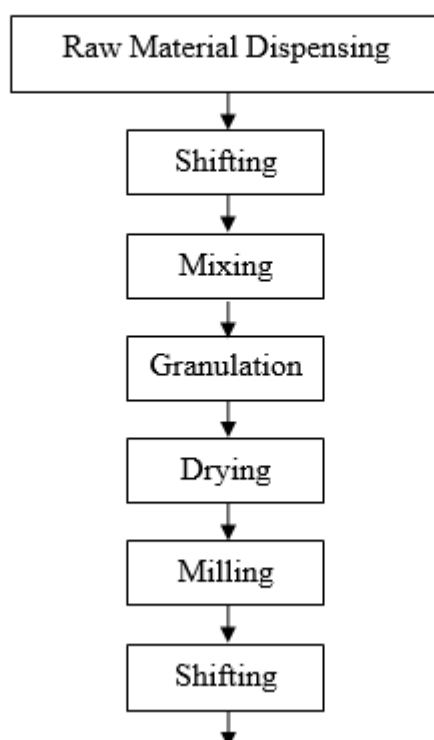 Raw Material Dispensing
Shifting
Mixing
Granulation
Drying
Milling
Shifting